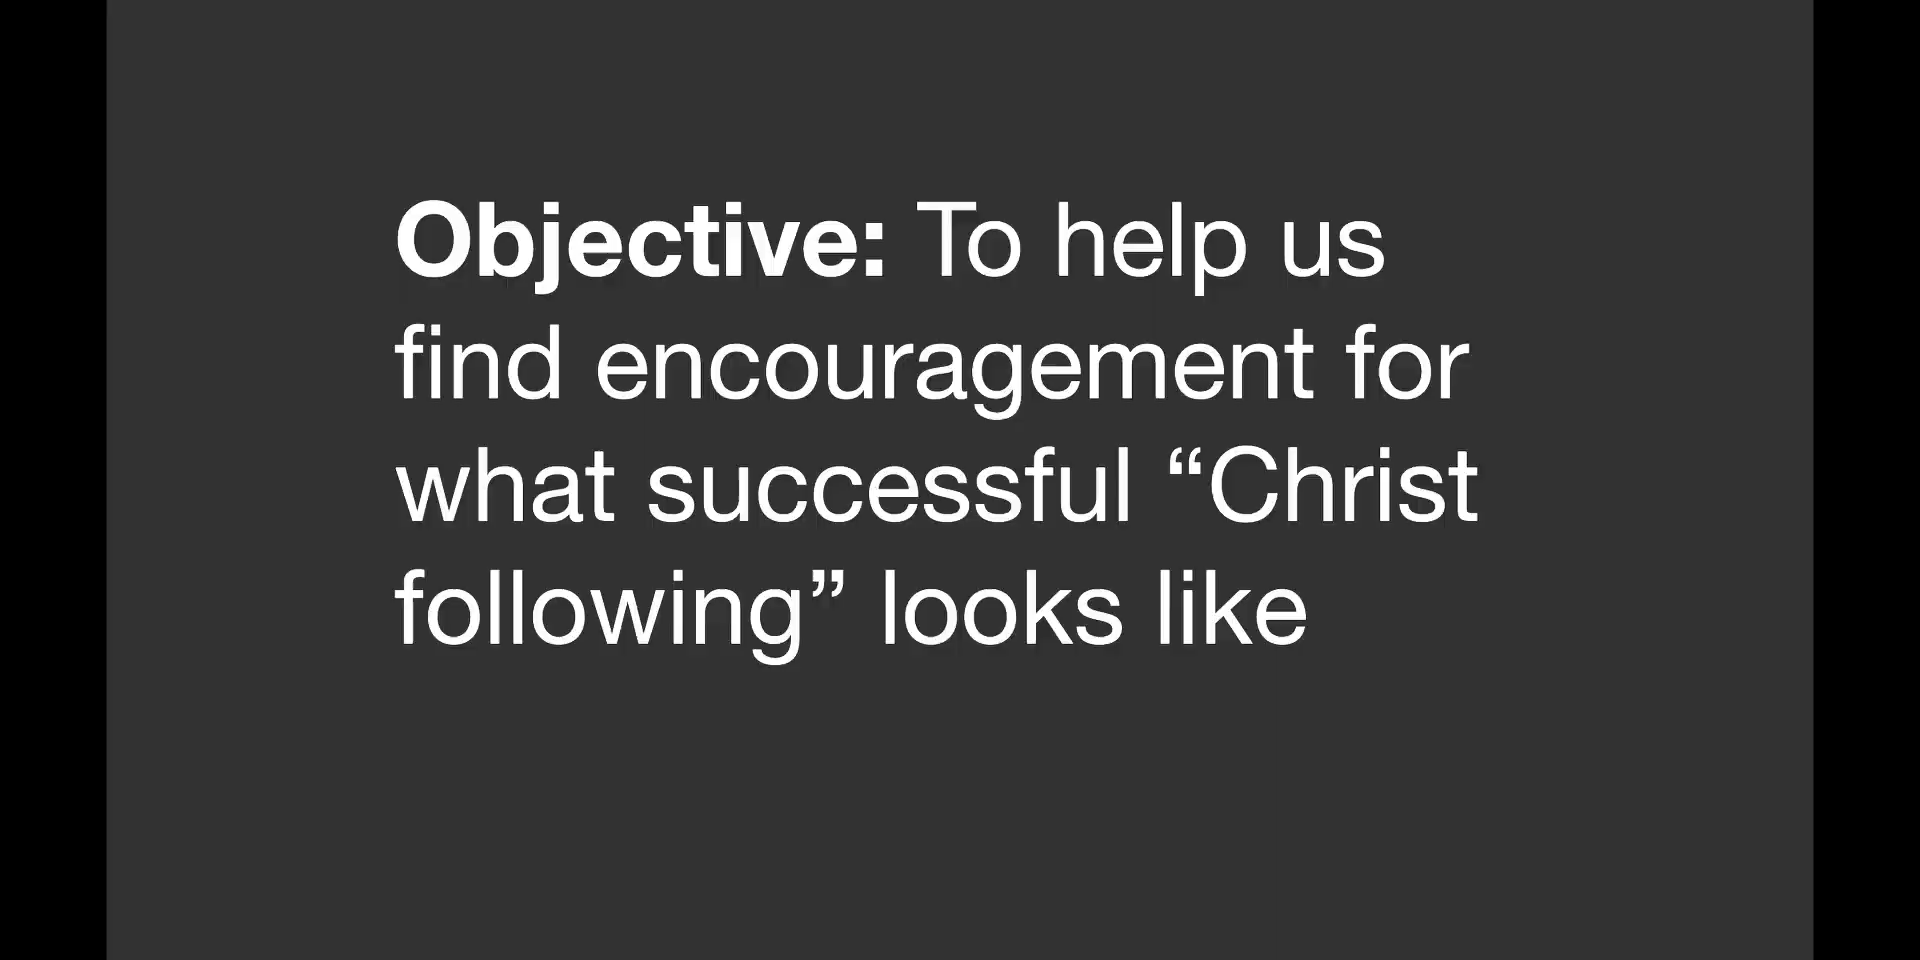 Objective: To help us
find encouragement for
what successful “Christ
following” looks like